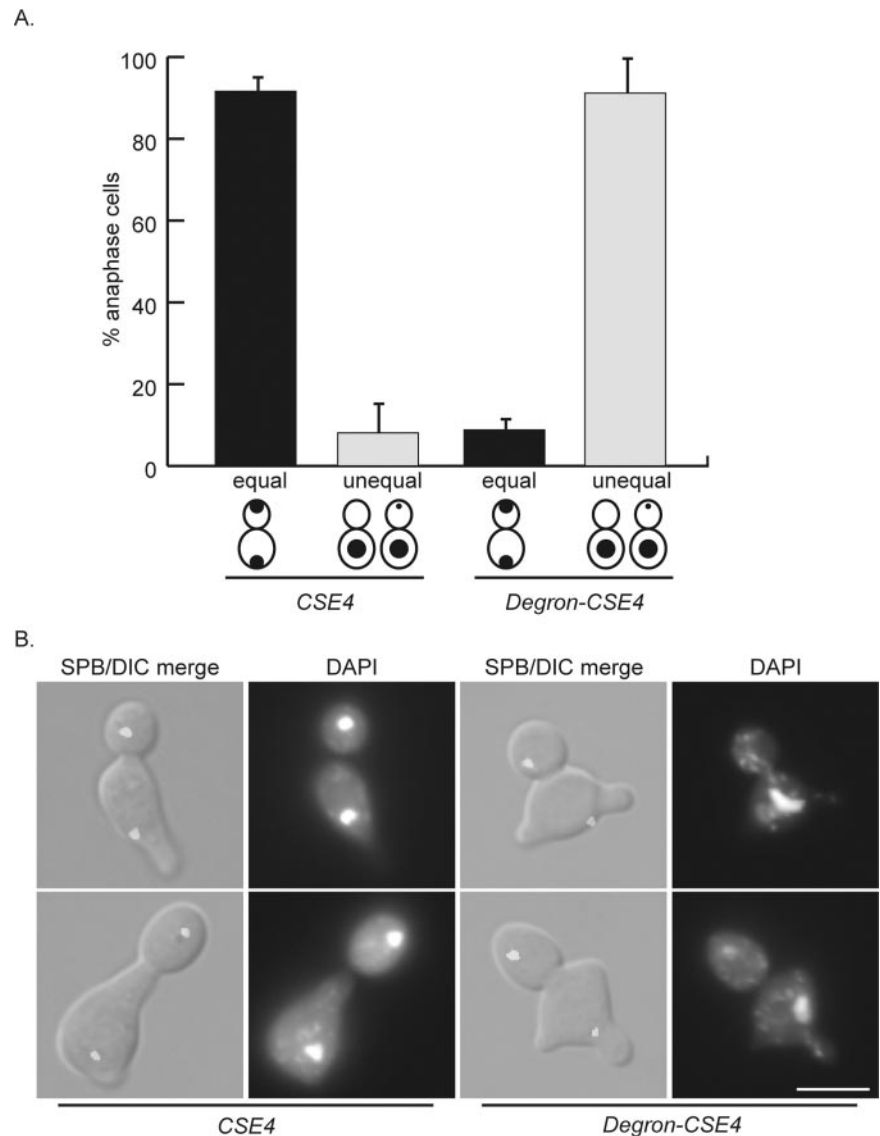 A.
100
80
60
40
20
0
% anaphase cells
equal unequal equal unequal
CSE4 Degron-CSE4
B.
SPB/DIC merge DAPI SPB/DIC merge DAPI
CSE4 Degron-CSE4